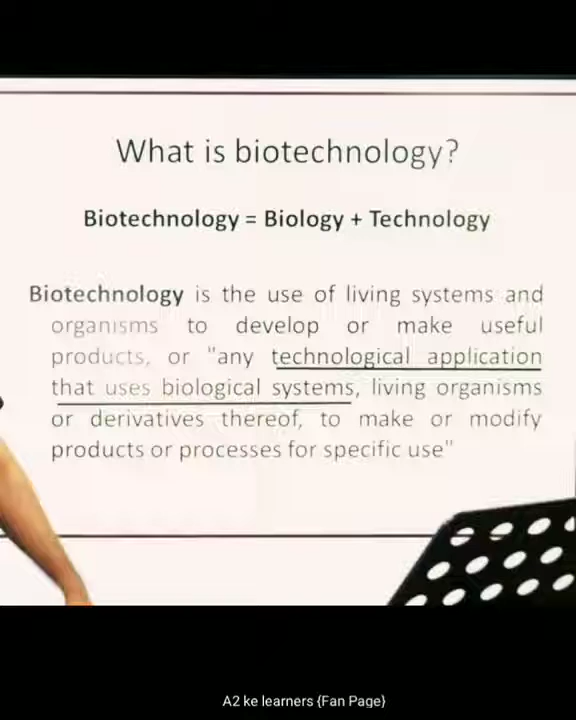 What is biotechnology?
Biotechnology = Biology + Technology
Biotechnology is the use of living systems and
organisms to develop or make useful
products, or "any technological application
that uses biological systems, living organisms
or derivatives thereof, to make or modify
products or processes for specific use"
A2 ke learners {Fan Page}